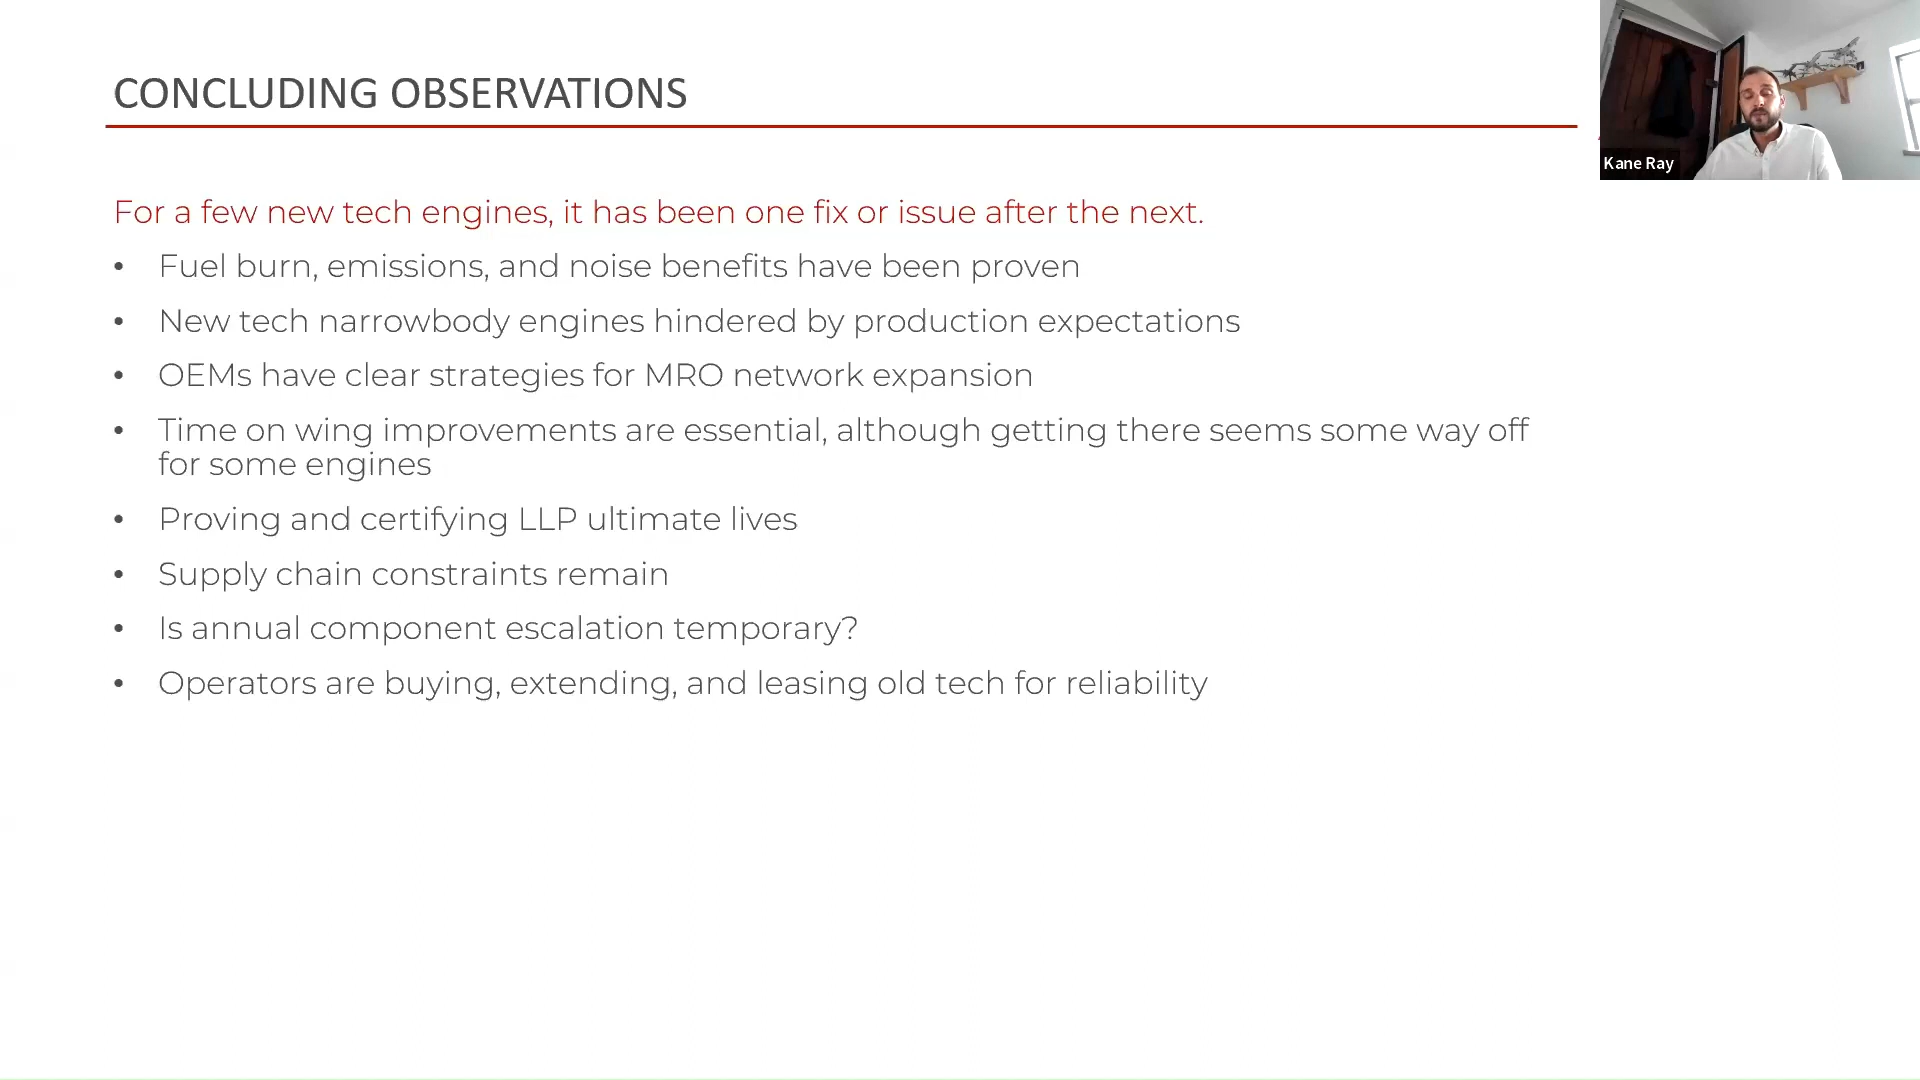 CONCLUDING OBSERVATIONS
Kane Ray
For a few new tech engines, it has been one fix or issue after the next.
• Fuel burn, emissions, and noise benefits have been proven
• New tech narrowbody engines hindered by production expectations
• OEMs have clear strategies for MRO network expansion
• Time on wing improvements are essential, although getting there seems some way off
for some engines
• Proving and certifying LLP ultimate lives
• Supply chain constraints remain
• Is annual component escalation temporary?
• Operators are buying, extending, and leasing old tech for reliability